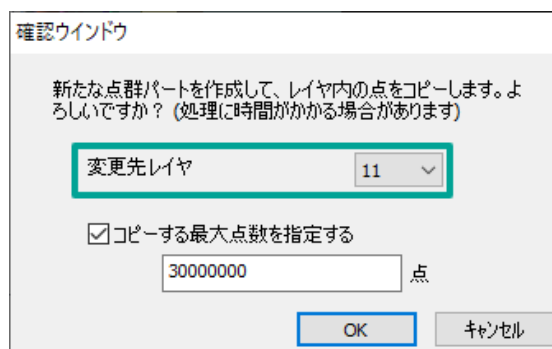 確認ウインドウ
新たな点群パートを作成して、レイヤ内の点をコピーします。よ
ろしいですか？ (処理に時間がかかる場合があります)
変更先レイヤ 11
コピーする最大点数を指定する
30000000 点
OK キャンセル